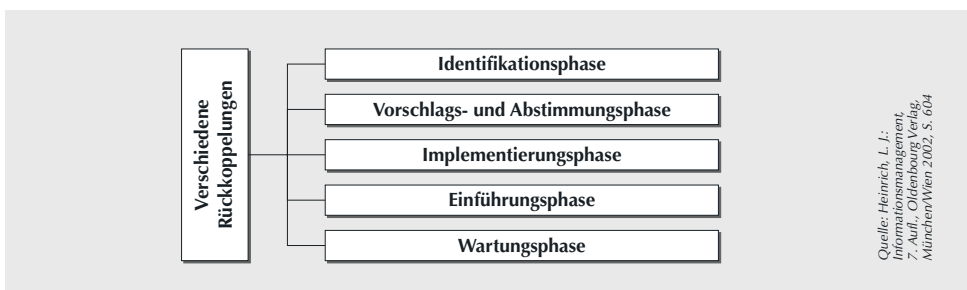 Verschiedene
Rückkoppelungen
Identifikationsphase
Vorschlags- und Abstimmungsphase
Implementierungsphase
Einführungsphase
Wartungsphase
Quelle: Heinrich, L. J.:
Informationsmanagement,
7. Aufl., Oldenbourg Verlag,
München/Wien 2002, S. 604